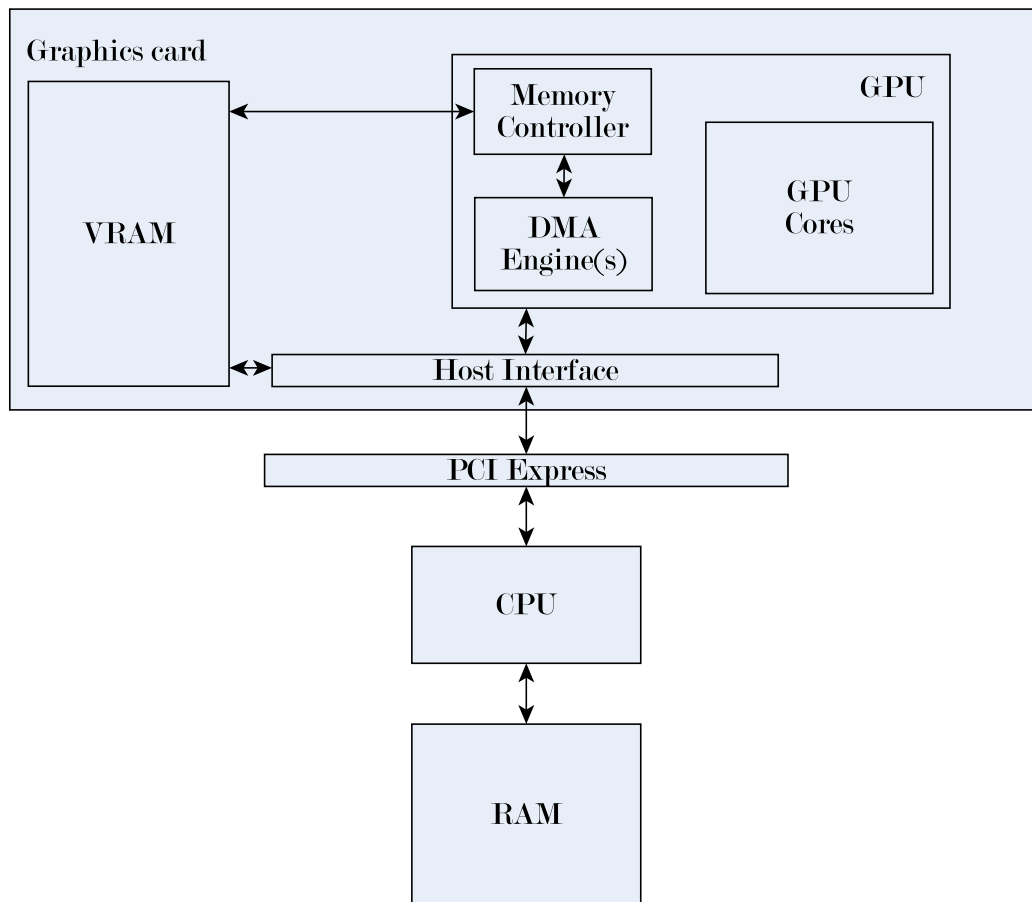 Graphics card
GPU
Memory
Controller
GPU
Cores
VRAM
DMA
Engine(s)
Host Interface
PCI Express
CPU
RAM